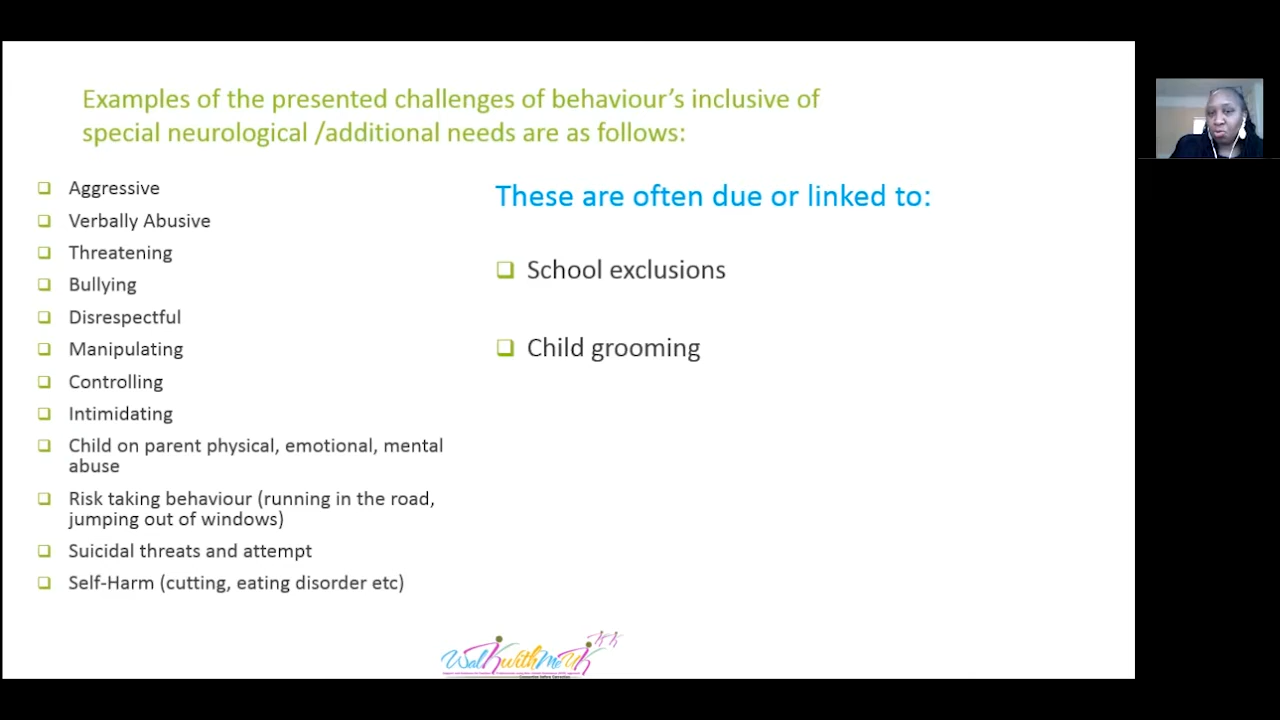 Examples of the presented challenges of behaviour’s inclusive of
special neurological /additional needs are as follows:
Aggressive
Verbally Abusive
Threatening
Bullying
Disrespectful
Manipulating
Controlling
Intimidating
Child on parent physical, emotional, mental
abuse
Risk taking behaviour (running in the road,
jumping out of windows)
Suicidal threats and attempt
Self-Harm (cutting, eating disorder etc)
These are often due or linked to:
School exclusions
Child grooming
WalkwithMeUK